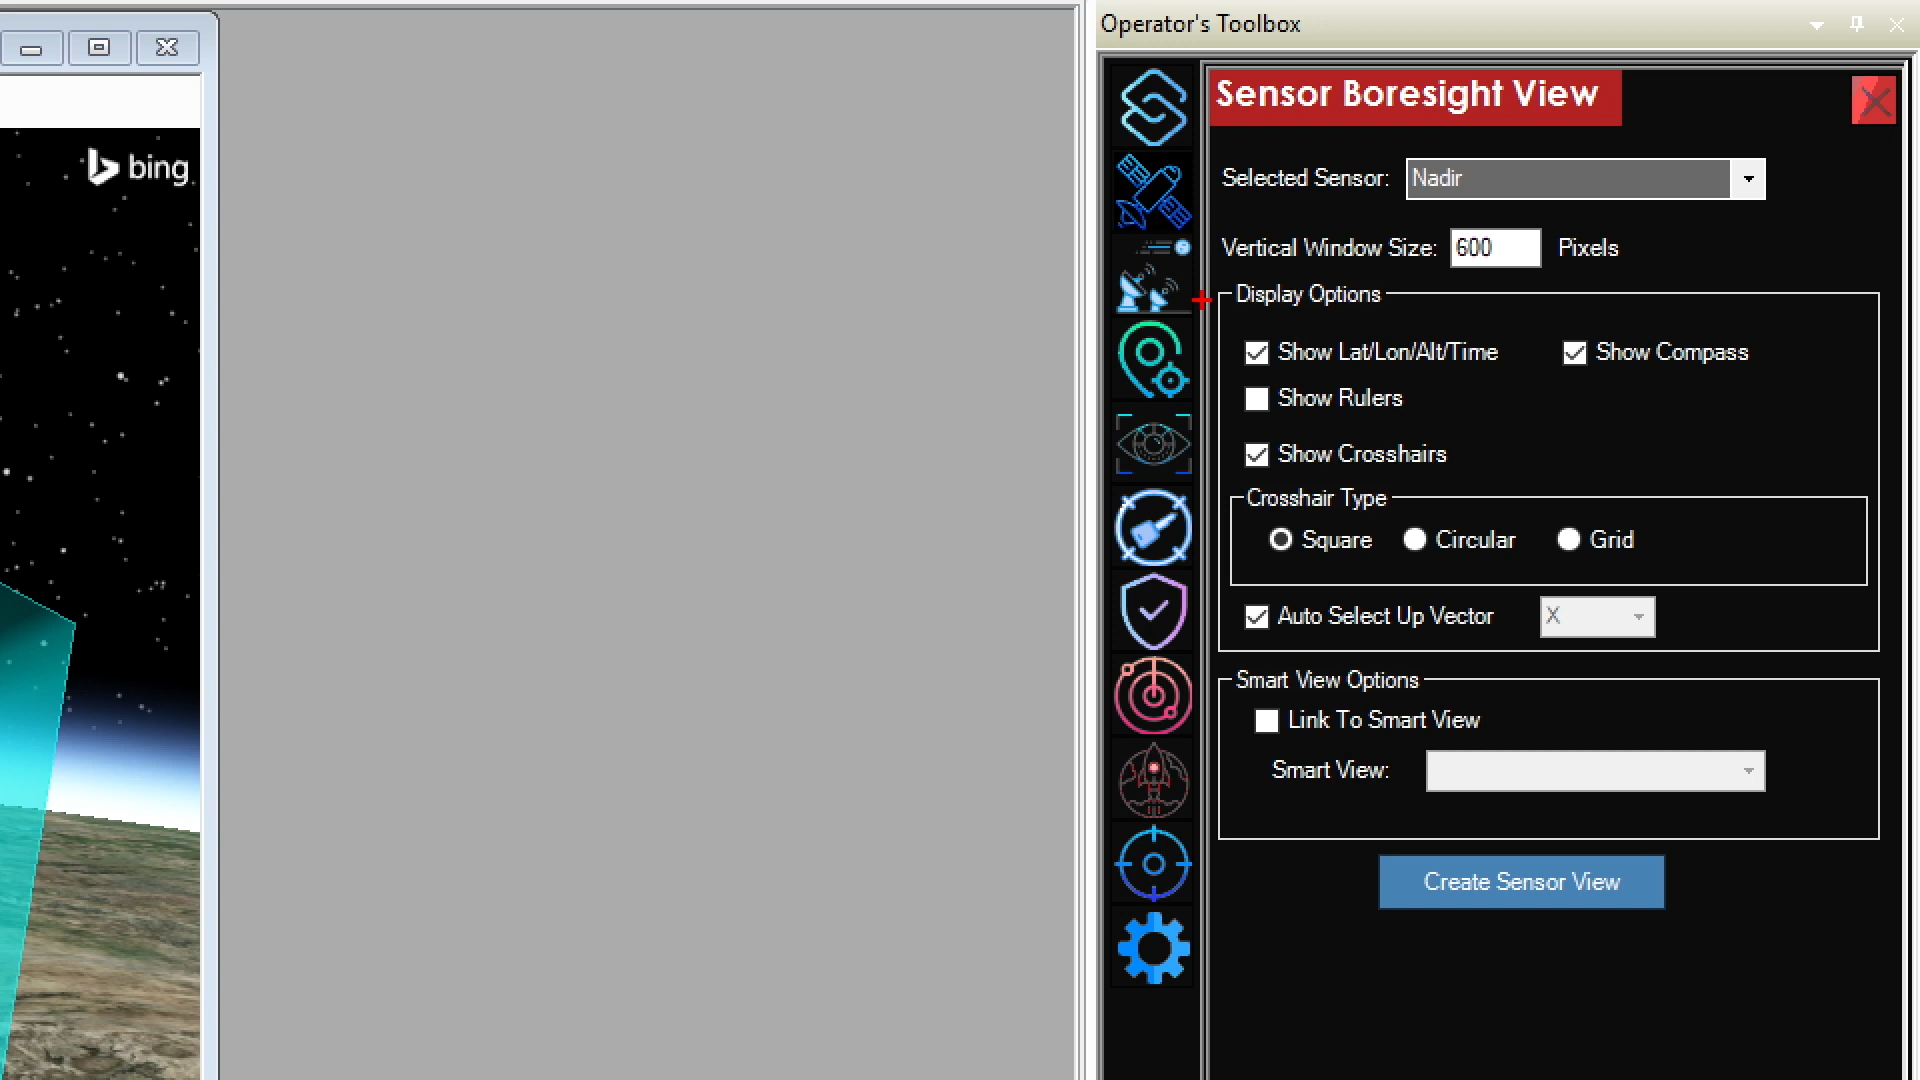 Operator's Toolbox
Sensor Boresight View
bing
Selected Sensor: Nadir
Vertical Window Size: 600 Pixels
Display Options
Show Lat/Lon/Alt/Time Show Compass
Show Rulers
Show Crosshairs
Crosshair Type
Square Circular Grid
Auto Select Up Vector X
Smart View Options
Link To Smart View
Smart View:
Create Sensor View